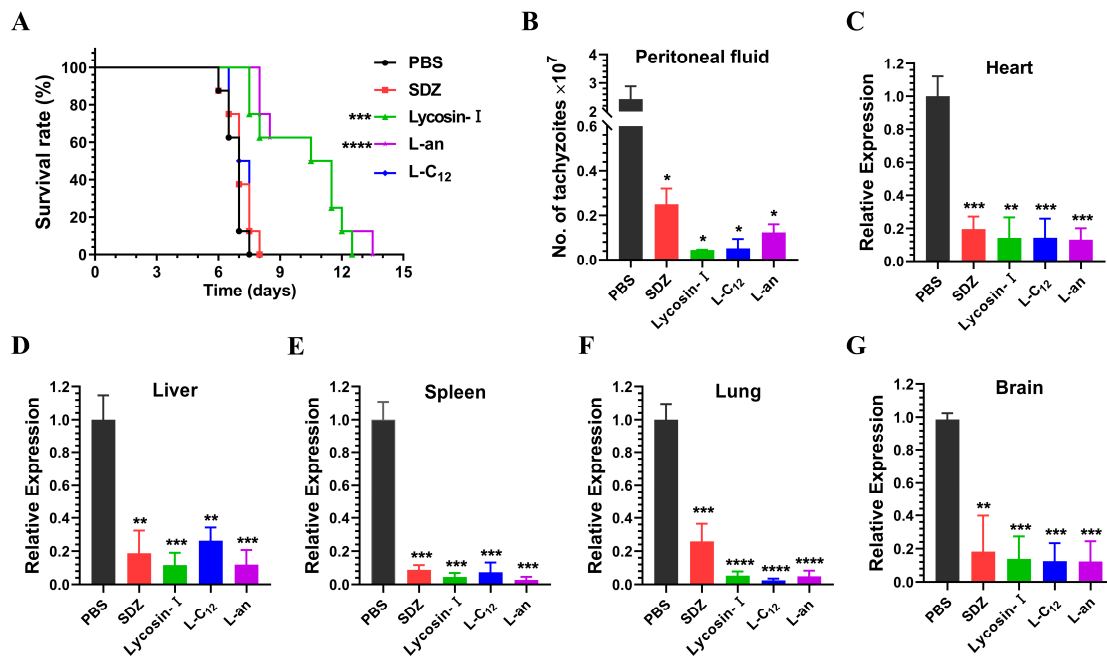 A
Survival rate (%)
100
80
60
40
20
0
0 3 6 9 12 15
Time (days)
PBS
SDZ
*** Lycosin-Ⅰ
**** L-an
L-C₁₂
B
Peritoneal fluid
No. of tachyzoites ×10⁷
4
3
2
0.6
0.4
0.2
0.0
* * * *
PBS SDZ Lycosin-Ⅰ L-C₁₂ L-an
C
Heart
Relative Expression
1.2
1.0
0.8
0.6
0.4
0.2
0.0
*** ** *** ***
PBS SDZ Lycosin-Ⅰ L-C₁₂ L-an
D
Liver
Relative Expression
1.2
1.0
0.8
0.6
0.4
0.2
0.0
** *** ** ***
PBS SDZ Lycosin-Ⅰ L-C₁₂ L-an
E
Spleen
Relative Expression
1.2
1.0
0.8
0.6
0.4
0.2
0.0
*** *** *** ***
PBS SDZ Lycosin-Ⅰ L-C₁₂ L-an
F
Lung
Relative Expression
1.2
1.0
0.8
0.6
0.4
0.2
0.0
*** **** **** ****
PBS SDZ Lycosin-Ⅰ L-C₁₂ L-an
G
Brain
Relative Expression
1.2
1.0
0.8
0.6
0.4
0.2
0.0
** *** *** ***
PBS SDZ Lycosin-Ⅰ L-C₁₂ L-an